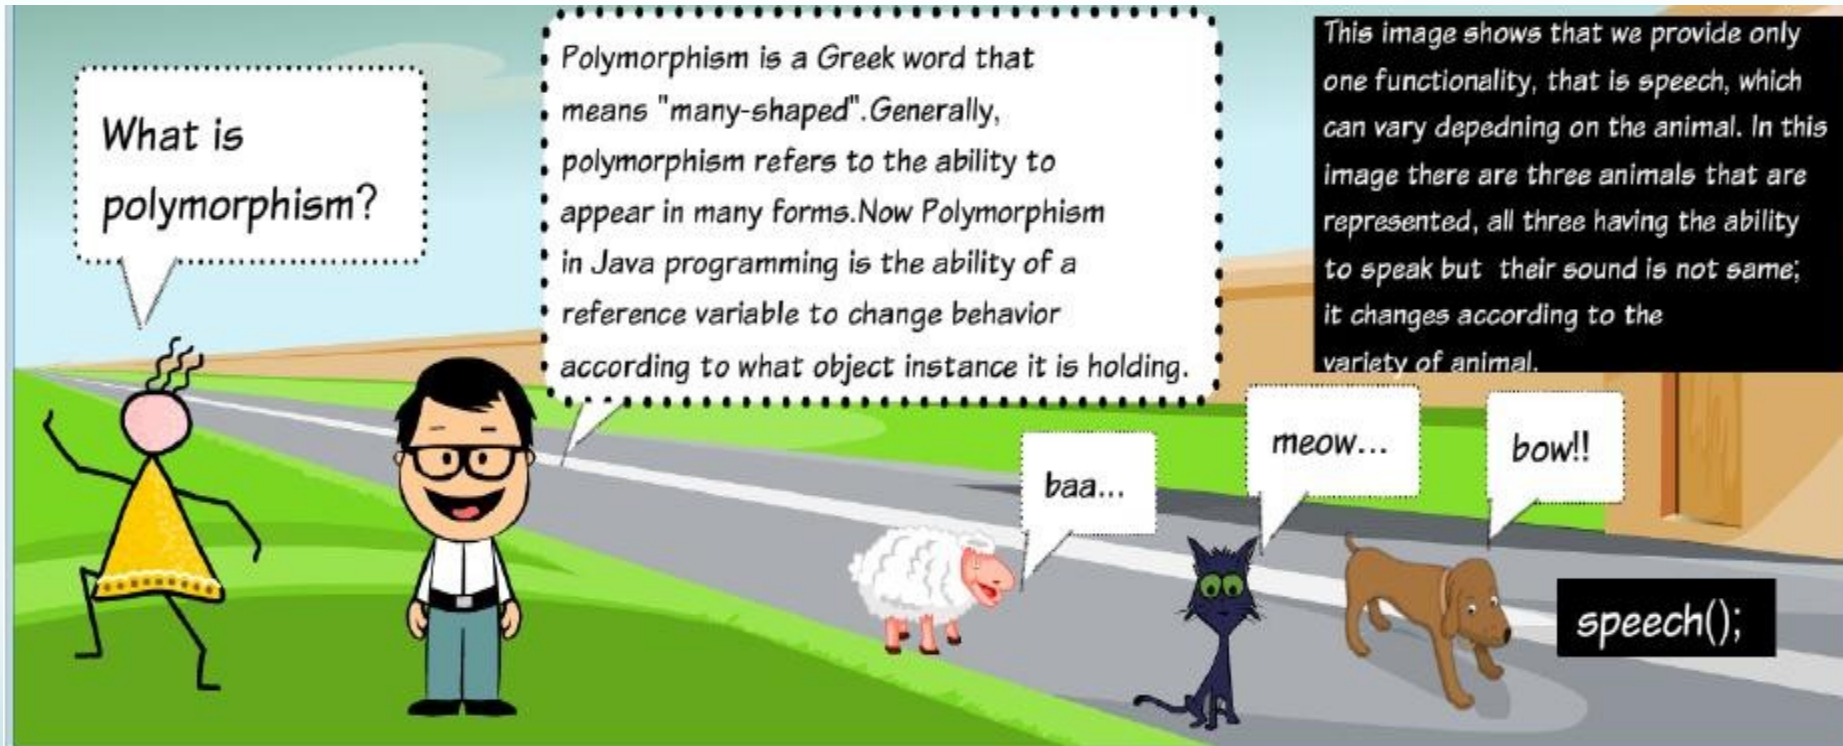 What is
polymorphism?
Polymorphism is a Greek word that
means "many-shaped".Generally,
polymorphism refers to the ability to
appear in many forms.Now Polymorphism
in Java programming is the ability of a
reference variable to change behavior
according to what object instance it is holding.
This image shows that we provide only
one functionality, that is speech, which
can vary depedning on the animal. In this
image there are three animals that are
represented, all three having the ability
to speak but  their sound is not same;
it changes according to the
variety of animal.
baa...
meow...
bow!!
speech();